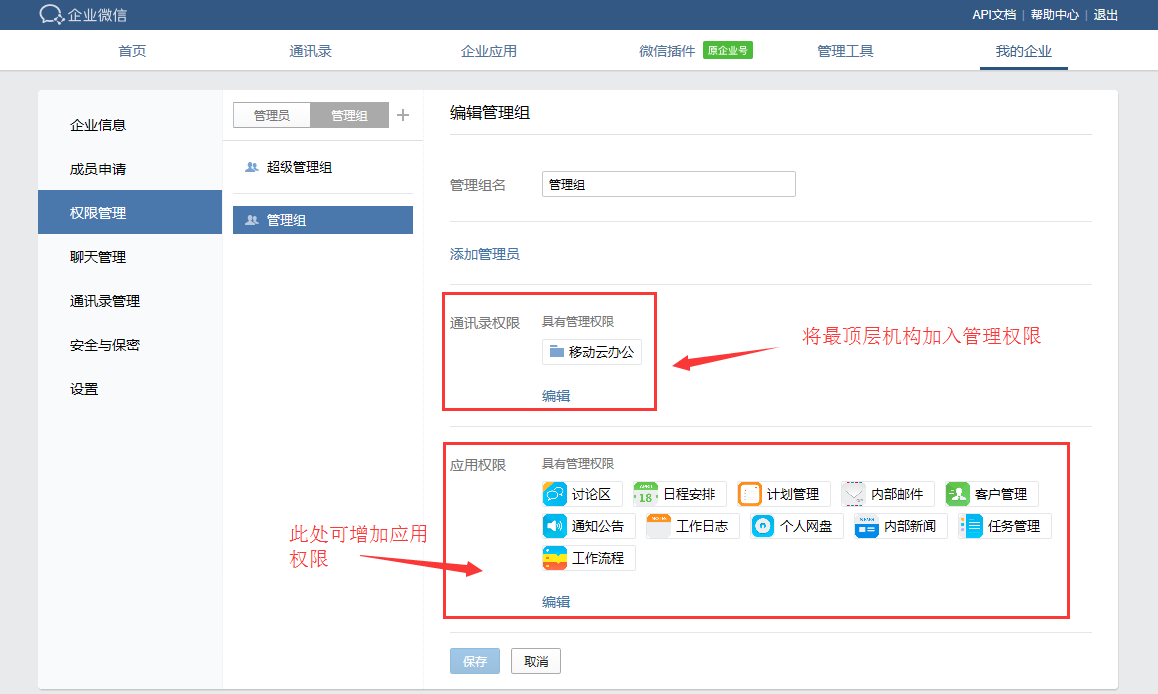 企业微信
API文档 | 帮助中心 | 退出
首页 通讯录 企业应用 微信插件 原企业号 管理工具 我的企业
企业信息
成员申请
权限管理
聊天管理
通讯录管理
安全与保密
设置
管理员 管理组 +
超级管理组
管理组
编辑管理组
管理组名 管理组
添加管理员
通讯录权限 具有管理权限
移动云办公
编辑
将最顶层机构加入管理权限
应用权限 具有管理权限
讨论区 APRIL 18 日程安排 计划管理 内部邮件 客户管理
通知公告 NOTES 工作日志 个人网盘 NEWS 内部新闻 任务管理
工作流程
编辑
此处可增加应用
权限
保存 取消